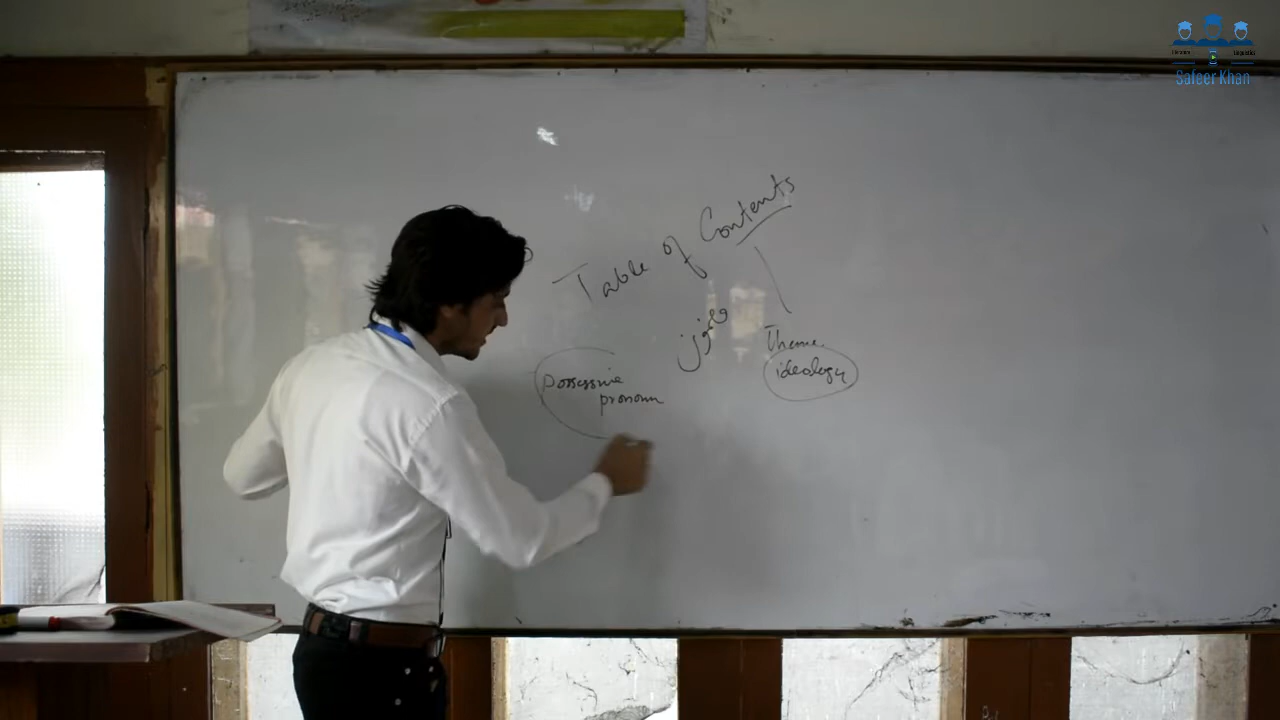 Safeer Khan
Table of Contents
Theme
ideology
possessive
pronoun